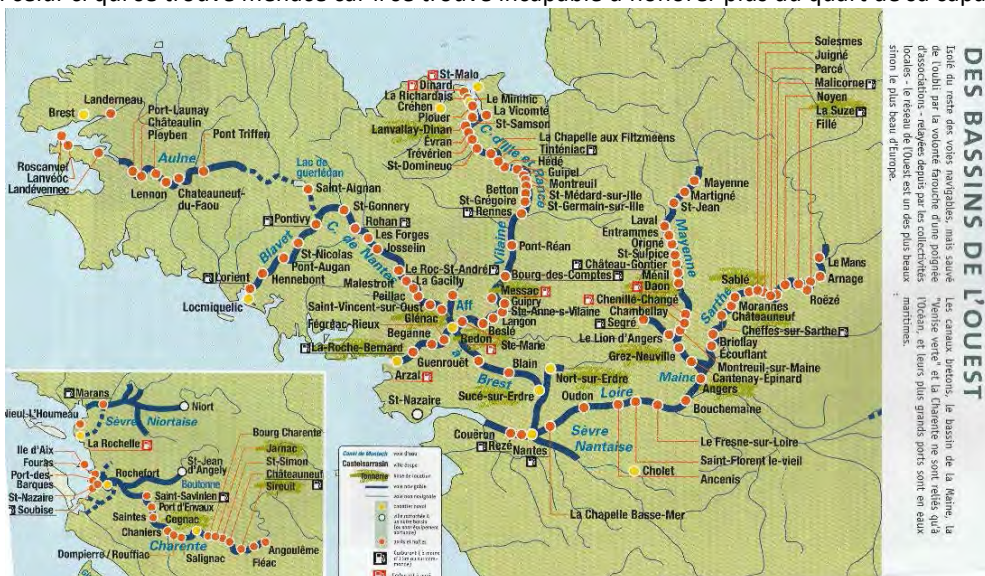 DES BASSINS DE L'OUEST
Isolé du reste des voies navigables, mais sauvé
de l'oubli par la volonté farouche d'une poignée
d'associations - relayées depuis par les collectivités
locales - le réseau de l'Ouest est un des plus beaux
sinon le plus beau d'Europe.
Les canaux bretons, le bassin de la Maine, la
"Venise verte" et la Charente ne sont reliés qu'à
l'Océan, et leurs plus grands ports sont en eaux
maritimes.
St-Malo
Dinard
La Richardais
Créhen
Plouer
Lanvallay-Dinan
Évran
Trévérien
St-Domineuc
Le Minihic
La Vicomté
St-Samson
C. d'Ille et Rance
La Chapelle aux Filtzmeens
Tinténiac
Hédé
Guipel
Montreuil
St-Médard-sur-Ille
St-Germain-sur-Ille
Betton
St-Grégoire
Rennes
Vilaine
Pont-Réan
Bourg-des-Comptes
Messac
Guipry
Ste-Anne-s-Vilaine
Langon
Beslé
Redon
Ste-Marie
Brest
Landerneau
Port-Launay
Châteaulin
Pleyben
Pont Triffen
Aulne
Roscanvel
Lanvéoc
Landévennec
Lennon
Chateauneuf-
du-Faou
Lac de
guerlédan
Saint-Aignan
St-Gonnery
Pontivy
Rohan
Les Forges
Josselin
Blavet
C. de Nantes
St-Nicolas
Pont-Augan
Hennebont
Lorient
Locmiquelic
Le Roc-St-André
La Gacilly
Malestroit
Peillac
Saint-Vincent-sur-Oust
Aff
Glénac
Fégréac-Rieux
Beganne
La-Roche-Bernard
Guenrouët
Arzal
à
Brest
Blain
Nort-sur-Erdre
Sucé-sur-Erdre
St-Nazaire
Couëron
Rezé
Nantes
Sèvre
Nantaise
Oudon
Loire
Cholet
Ancenis
Saint-Florent le-vieil
Le Fresne-sur-Loire
La Chapelle Basse-Mer
Bouchemaine
Angers
Maine
Cantenay-Épinard
Montreuil-sur-Maine
Écouflant
Briollay
Cheffes-sur-Sarthe
Châteauneuf
Morannes
Sablé
Sarthe
Solesmes
Juigné
Parcé
Malicorne
Noyen
La Suze
Fillé
Le Mans
Arnage
Roëzé
Mayenne
Martigné
St-Jean
Laval
Entrammes
Origné
St-Sulpice
Château-Gontier
Ménil
Daon
Mayenne
Chenillé-Changé
Chambellay
Segré
Le Lion d'Angers
Grez-Neuville
Marans
Nieul-L'Houmeau
Sèvre
Niortaise
Niort
La Rochelle
Ile d'Aix
Fouras
Port-des-
Barques
St-Nazaire
Soubise
Rochefort
St-Jean
d'Angely
Boutonne
Saint-Savinien
Port d'Envaux
Saintes
Cognac
Chaniers
Charente
Dompierre / Rouffiac
Salignac
Bourg Charente
Jarnac
St-Simon
Châteauneuf
Sireuil
Angoulême
Fléac
Castelsarrasin
voie d'eau